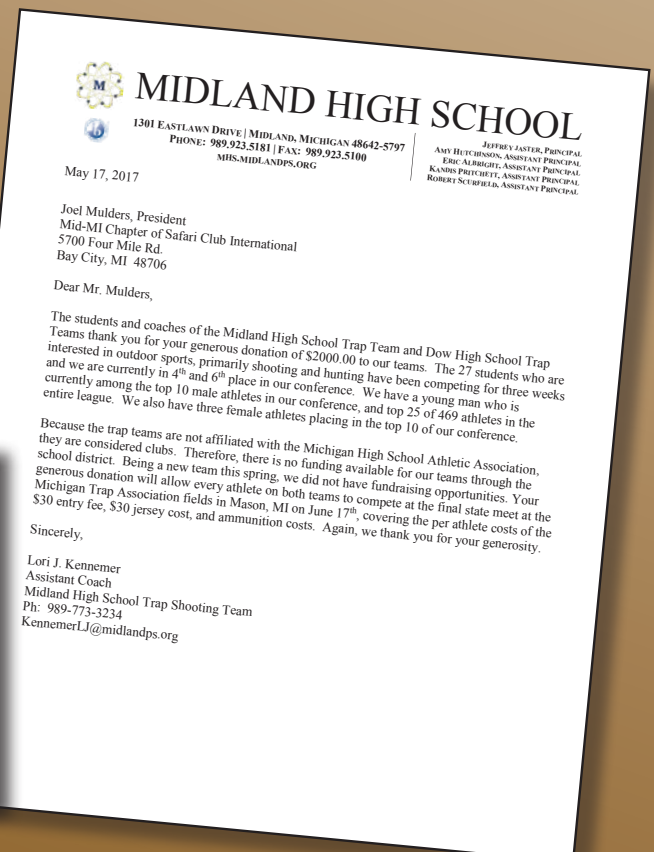 M
MIDLAND HIGH SCHOOL
1301 EASTLAWN DRIVE | MIDLAND, MICHIGAN 48642-5797
PHONE: 989.923.5181 | FAX: 989.923.5100
MHS.MIDLANDPS.ORG
JEFFREY JASTER, PRINCIPAL
AMY HUTCHINSON, ASSISTANT PRINCIPAL
ERIC ALBRIGHT, ASSISTANT PRINCIPAL
KANDIS PRITCHETT, ASSISTANT PRINCIPAL
ROBERT SCURFIELD, ASSISTANT PRINCIPAL
May 17, 2017
Joel Mulders, President
Mid-MI Chapter of Safari Club International
5700 Four Mile Rd.
Bay City, MI 48706
Dear Mr. Mulders,
The students and coaches of the Midland High School Trap Team and Dow High School Trap
Teams thank you for your generous donation of $2000.00 to our teams. The 27 students who are
interested in outdoor sports, primarily shooting and hunting have been competing for three weeks
and we are currently in 4th and 6th place in our conference. We have a young man who is
currently among the top 10 male athletes in our conference, and top 25 of 469 athletes in the
entire league. We also have three female athletes placing in the top 10 of our conference.
Because the trap teams are not affiliated with the Michigan High School Athletic Association,
they are considered clubs. Therefore, there is no funding available for our teams through the
school district. Being a new team this spring, we did not have fundraising opportunities. Your
generous donation will allow every athlete on both teams to compete at the final state meet at the
Michigan Trap Association fields in Mason, MI on June 17th, covering the per athlete costs of the
$30 entry fee, $30 jersey cost, and ammunition costs. Again, we thank you for your generosity.
Sincerely,
Lori J. Kennemer
Assistant Coach
Midland High School Trap Shooting Team
Ph: 989-773-3234
KennemerLJ@midlandps.org